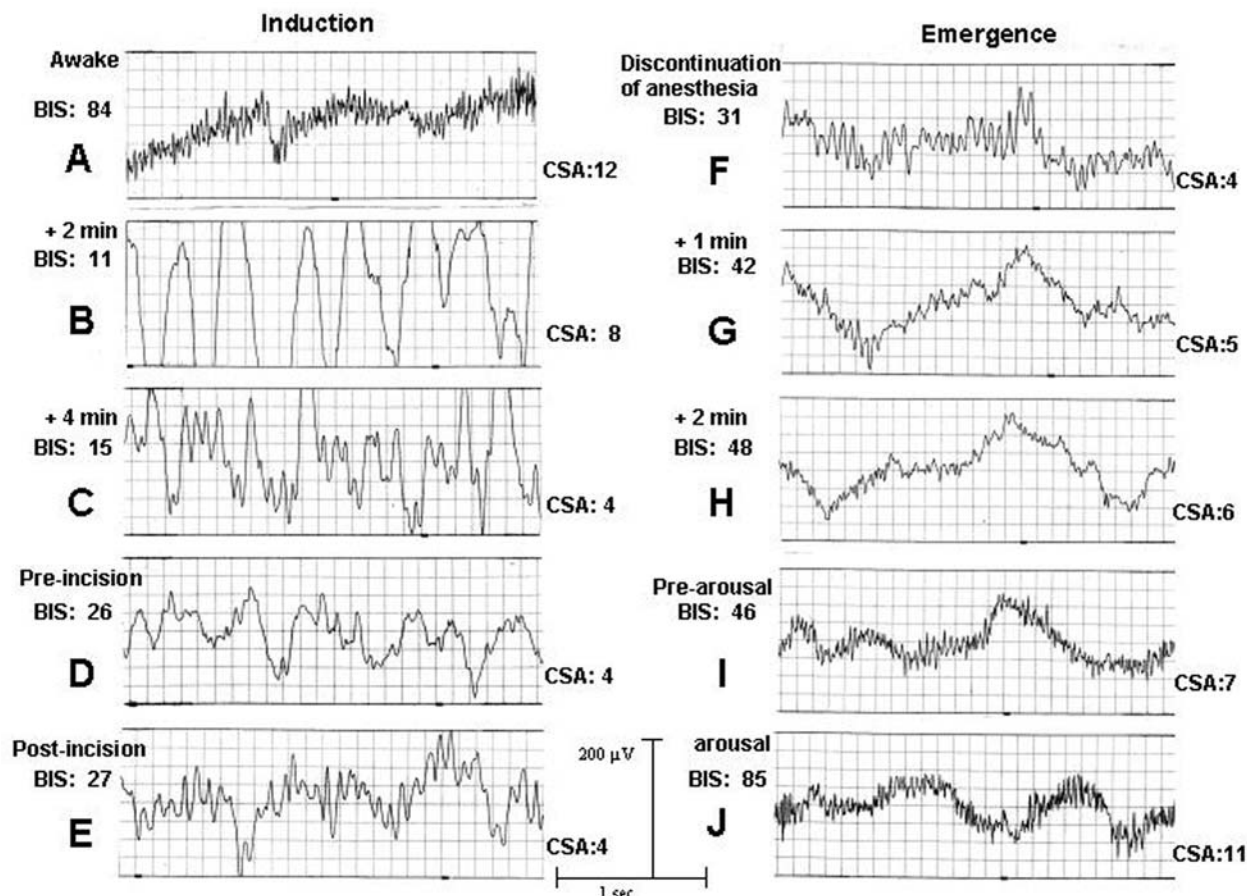 Induction
Awake
BIS: 84
A
CSA:12
+ 2 min
BIS: 11
B
CSA: 8
+ 4 min
BIS: 15
C
CSA: 4
Pre-incision
BIS: 26
D
CSA: 4
Post-incision
BIS: 27
E
CSA:4
200 µV
1 sec
Emergence
Discontinuation
of anesthesia
BIS: 31
F
CSA:4
+ 1 min
BIS: 42
G
CSA:5
+ 2 min
BIS: 48
H
CSA:6
Pre-arousal
BIS: 46
I
CSA:7
arousal
BIS: 85
J
CSA:11